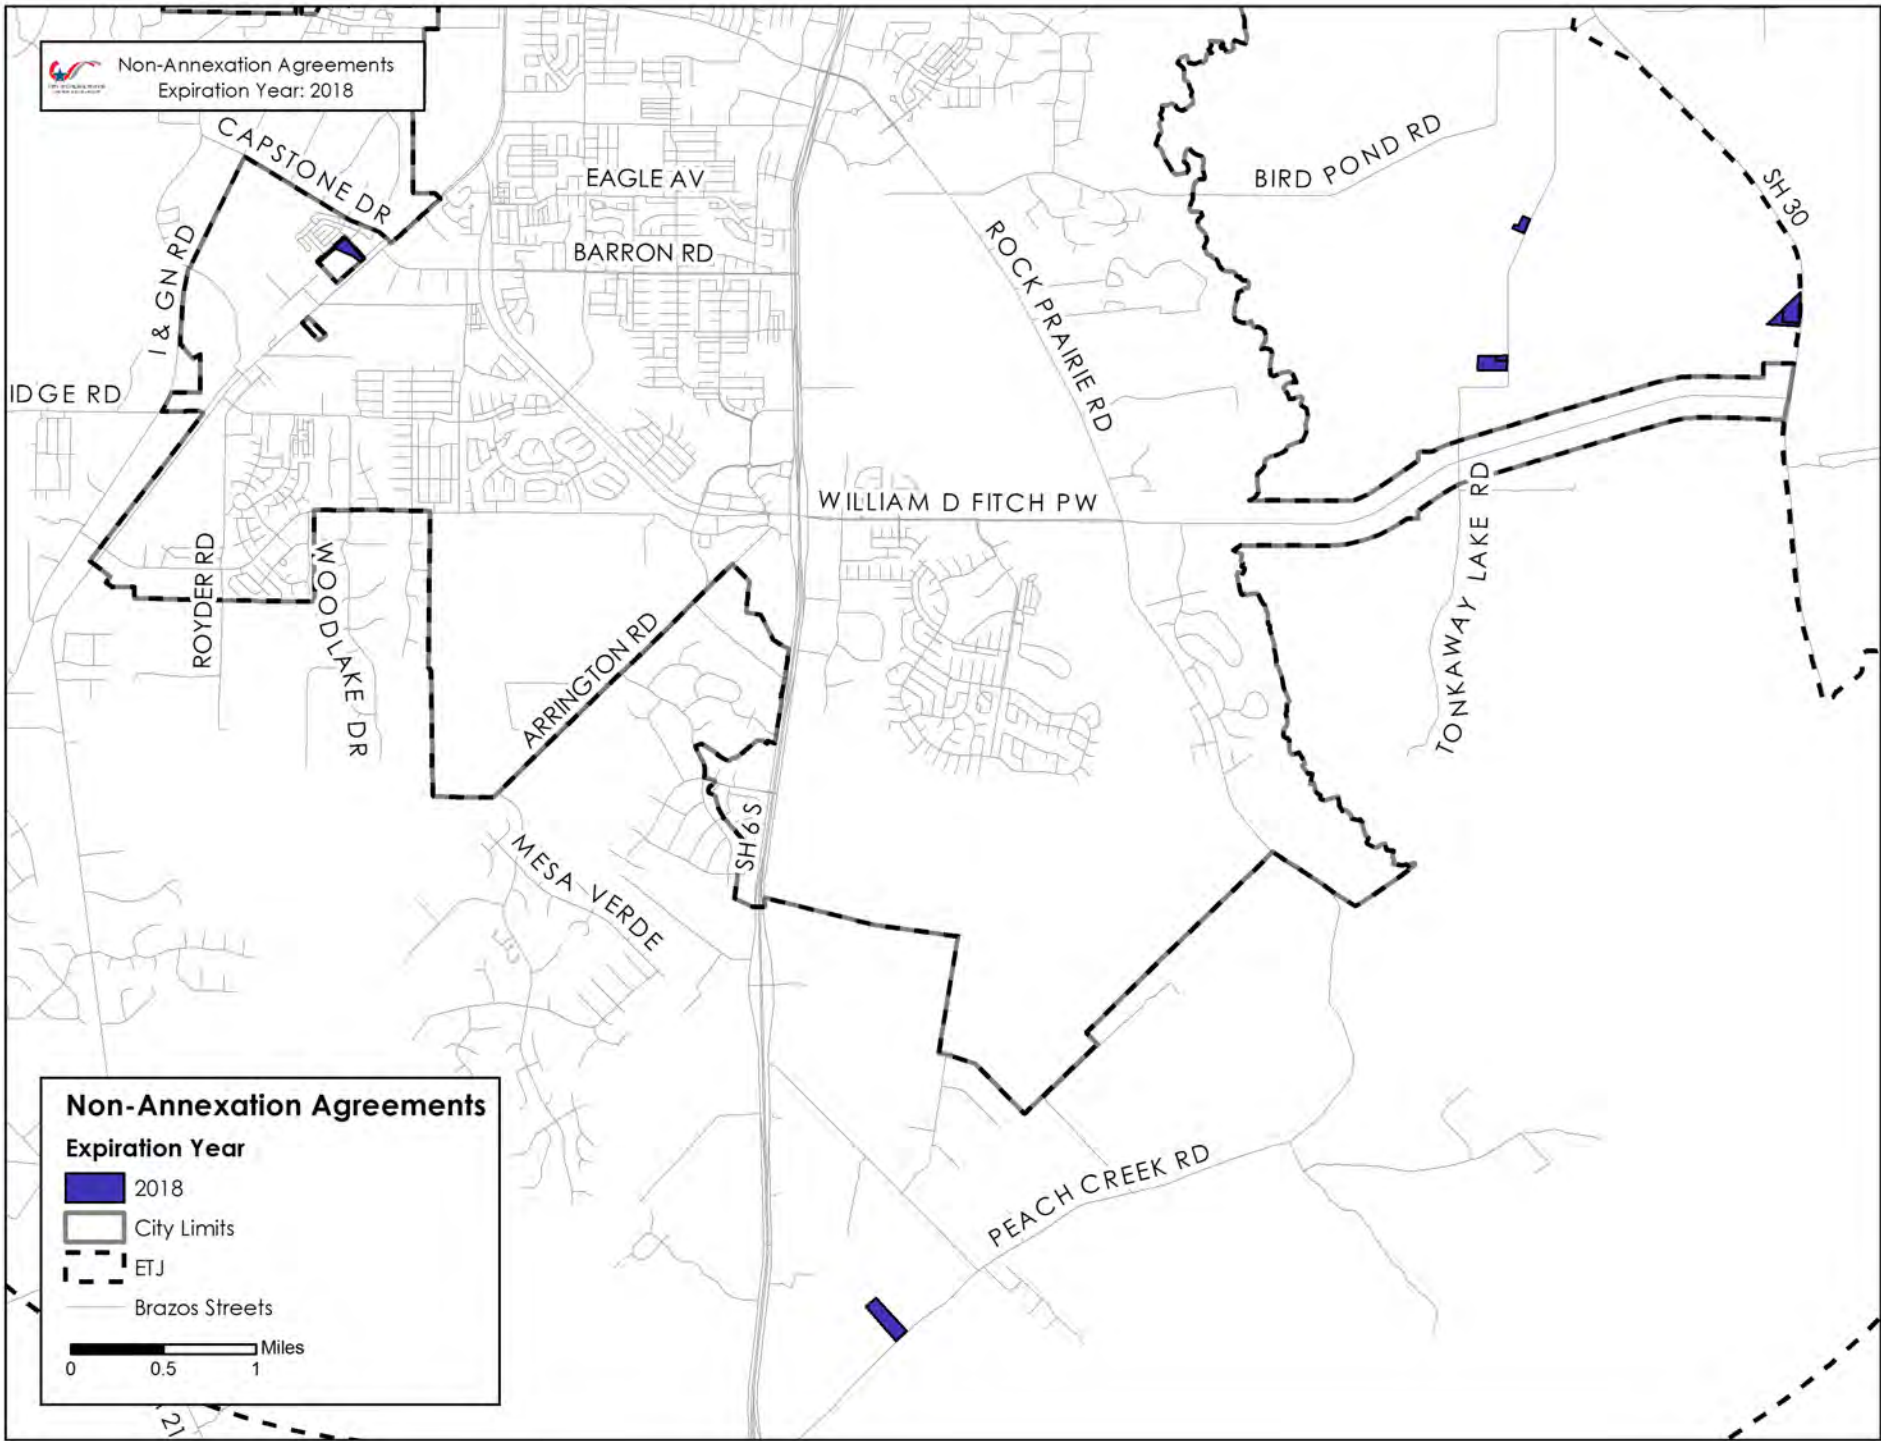 Non-Annexation Agreements
Expiration Year: 2018
CAPSTONE DR
EAGLE AV
BIRD POND RD
SH 30
I & GN RD
BARRON RD
ROCK PRAIRIE RD
IDGE RD
WILLIAM D FITCH PW
ROYDER RD
WOODLAKE DR
ARRINGTON RD
TONKAWAY LAKE RD
MESA VERDE
SH 6 S
PEACH CREEK RD
Non-Annexation Agreements
Expiration Year
2018
City Limits
ETJ
Brazos Streets
Miles
0 0.5 1
21